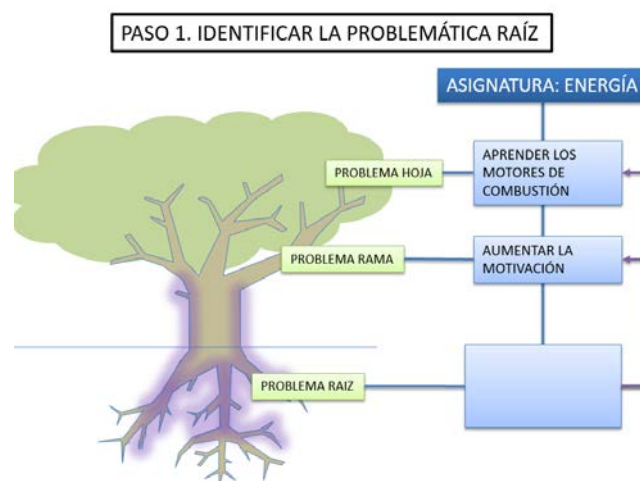 PASO 1. IDENTIFICAR LA PROBLEMÁTICA RAÍZ
ASIGNATURA: ENERGÍA
PROBLEMA HOJA
APRENDER LOS
MOTORES DE
COMBUSTIÓN
PROBLEMA RAMA
AUMENTAR LA
MOTIVACIÓN
PROBLEMA RAIZ